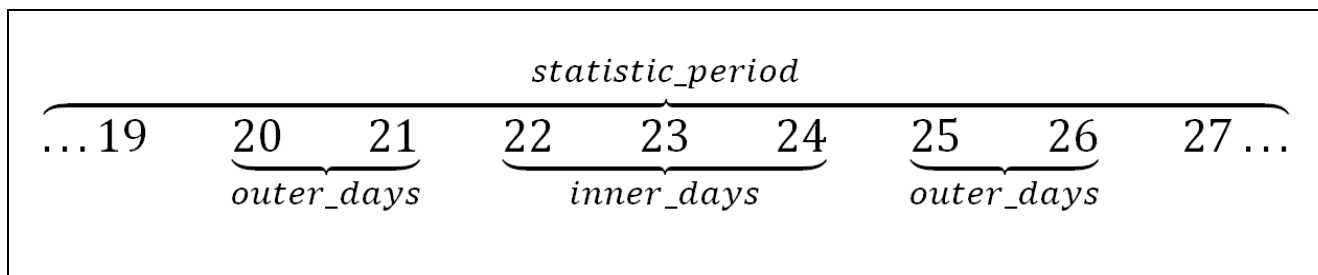 statistic_period
...19 20 21 22 23 24 25 26 27...
outer_days inner_days outer_days